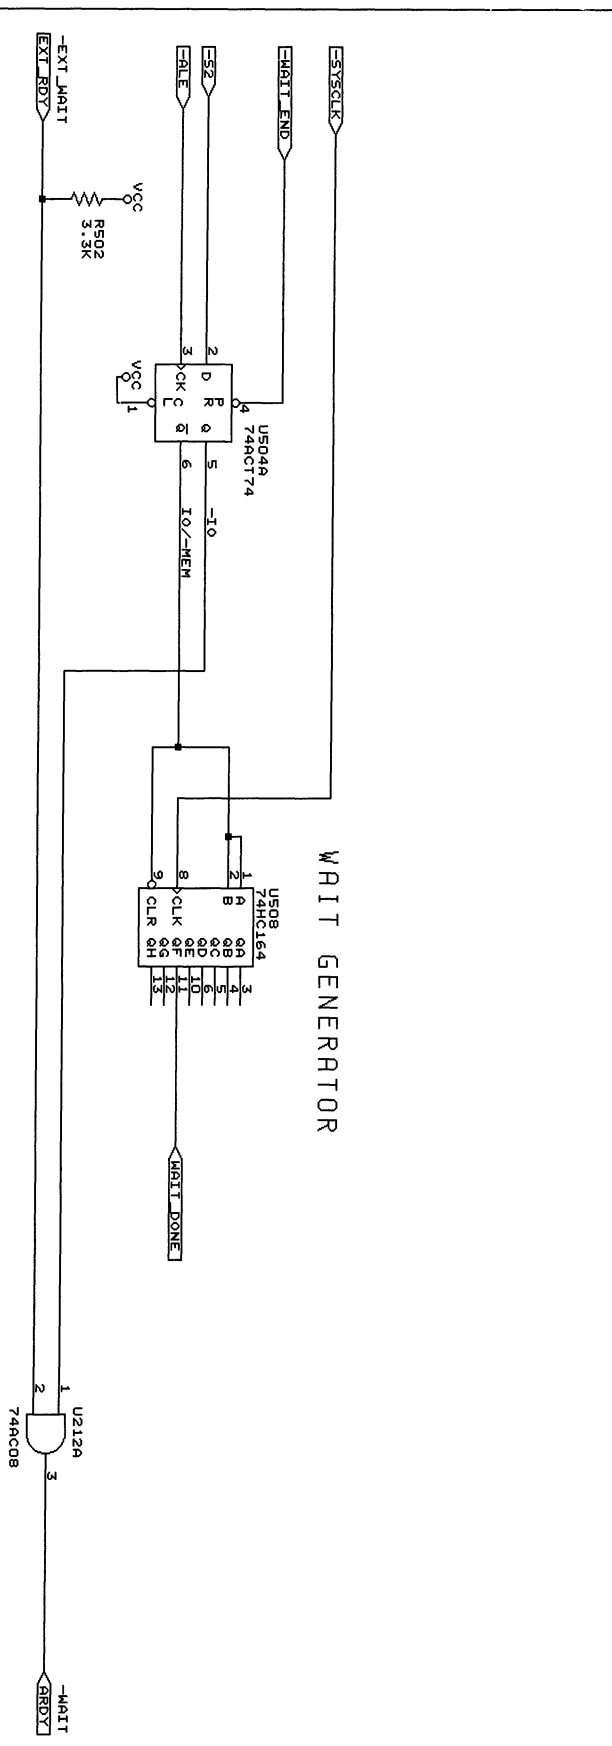 WAIT GENERATOR
-SYSCLK
-WAIT_END
-S2
-ALE
-EXT_WAIT
EXT_RDY
VCC
R502
3.3K
U504A
74ACT74
4
2
D
PR
Q
5
-IO
3
CK
CL
Q
6
IO/-MEM
1
VCC
U508
74HC164
1
A
QA
3
2
B
QB
4
QC
5
QD
6
QE
10
8
CLK
QF
11
WAIT_DONE
QG
12
9
CLR
QH
13
U212A
1
2
3
74AC08
-WAIT
ARDY